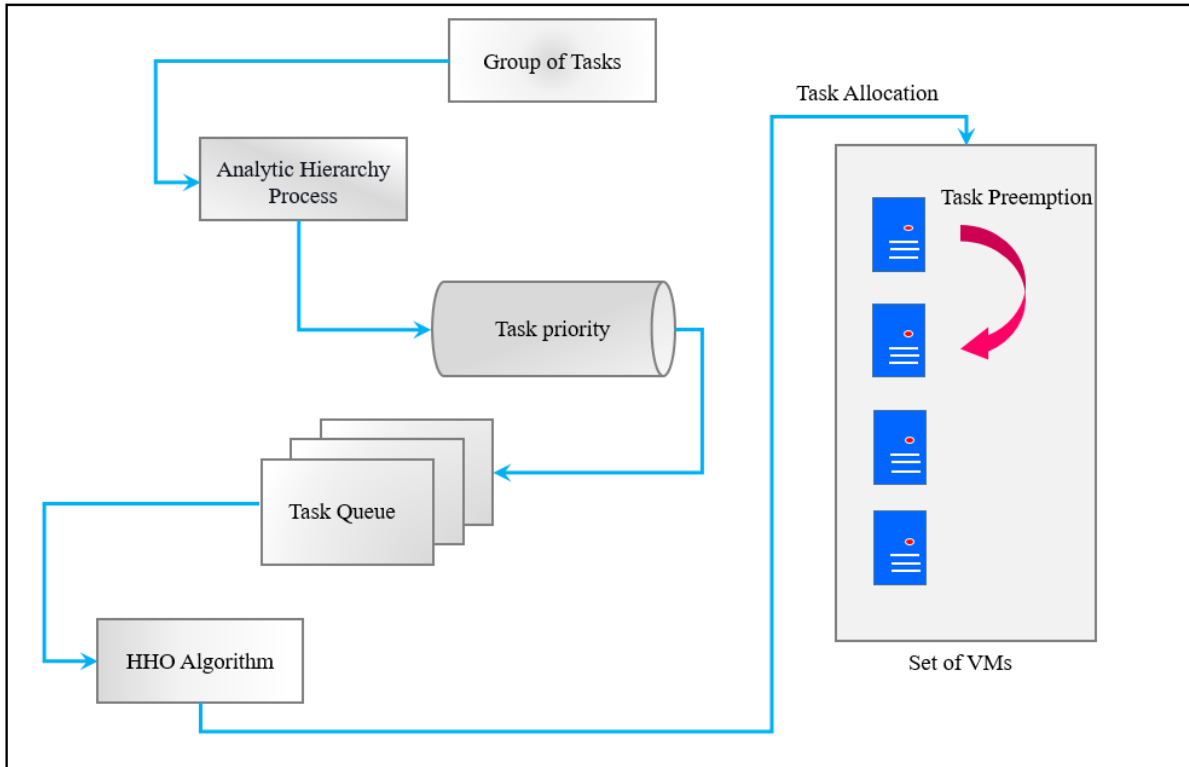 Group of Tasks
Task Allocation
Analytic Hierarchy
Process
Task Preemption
Task priority
Task Queue
HHO Algorithm
Set of VMs